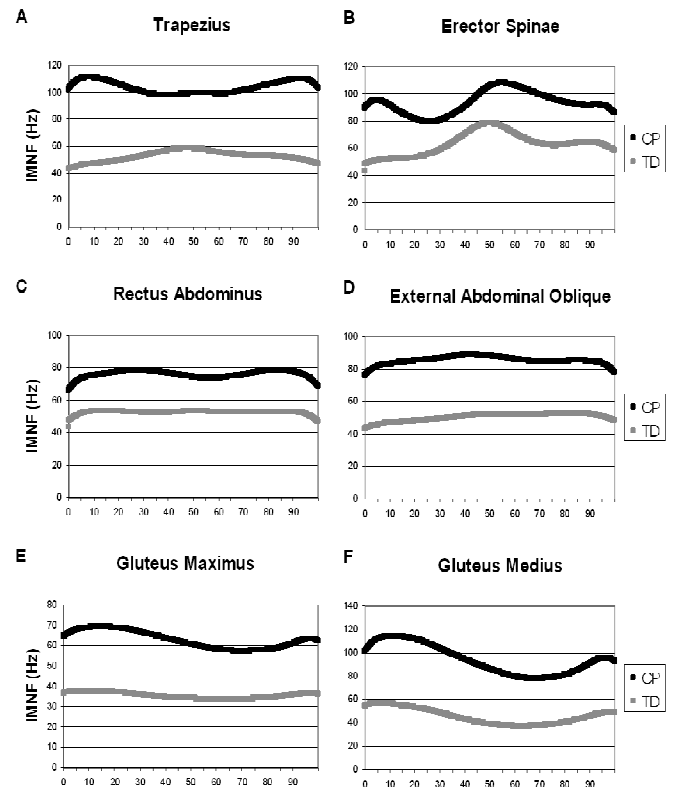 A
Trapezius
B
Erector Spinae
IMNF (Hz)
120
100
80
60
40
20
0
0 10 20 30 40 50 60 70 80 90
120
100
80
60
40
20
0
0 10 20 30 40 50 60 70 80 90
CP
TD
C
Rectus Abdominus
D
External Abdominal Oblique
IMNF (Hz)
100
80
60
40
20
0
0 10 20 30 40 50 60 70 80 90
100
80
60
40
20
0
0 10 20 30 40 50 60 70 80 90
CP
TD
E
Gluteus Maximus
F
Gluteus Medius
IMNF (Hz)
80
70
60
50
40
30
20
10
0
0 10 20 30 40 50 60 70 80 90
140
120
100
80
60
40
20
0
0 10 20 30 40 50 60 70 80 90
CP
TD